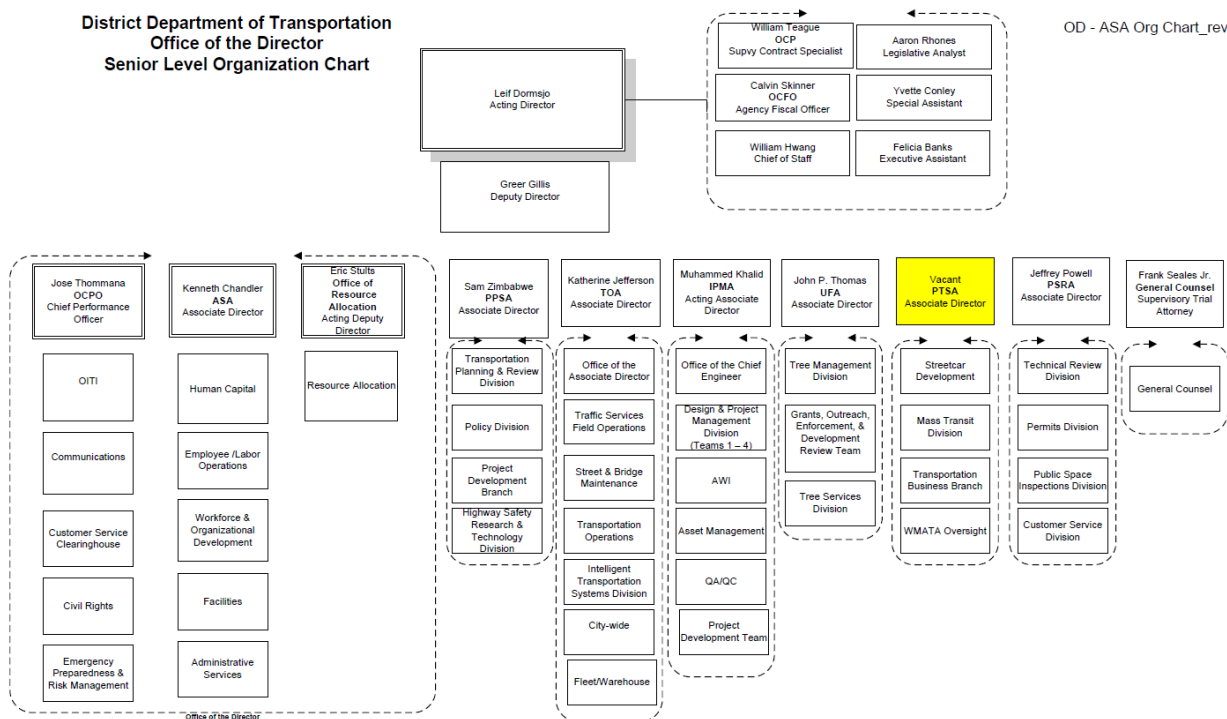 District Department of Transportation
Office of the Director
Senior Level Organization Chart
OD - ASA Org Chart_rev
Leif Dormsjo
Acting Director
William Teague
OCP
Supvy Contract Specialist
Aaron Rhones
Legislative Analyst
Calvin Skinner
OCFO
Agency Fiscal Officer
Yvette Conley
Special Assistant
William Hwang
Chief of Staff
Felicia Banks
Executive Assistant
Greer Gillis
Deputy Director
Jose Thommana
OCPO
Chief Performance
Officer
Kenneth Chandler
ASA
Associate Director
Eric Stults
Office of
Resource
Allocation
Acting Deputy
Director
Sam Zimbabwe
PPSA
Associate Director
Katherine Jefferson
TOA
Associate Director
Muhammed Khalid
IPMA
Acting Associate
Director
John P. Thomas
UFA
Associate Director
Vacant
PTSA
Associate Director
Jeffrey Powell
PSRA
Associate Director
Frank Seales Jr.
General Counsel
Supervisory Trial
Attorney
OITI
Communications
Customer Service
Clearinghouse
Civil Rights
Emergency
Preparedness &
Risk Management
Human Capital
Employee /Labor
Operations
Workforce &
Organizational
Development
Facilities
Administrative
Services
Resource Allocation
Office of the Director
Transportation
Planning & Review
Division
Policy Division
Project
Development
Branch
Highway Safety
Research &
Technology
Division
Office of the
Associate Director
Traffic Services
Field Operations
Street & Bridge
Maintenance
Transportation
Operations
Intelligent
Transportation
Systems Division
City-wide
Fleet/Warehouse
Office of the Chief
Engineer
Design & Project
Management
Division
(Teams 1 – 4)
AWI
Asset Management
QA/QC
Project
Development Team
Tree Management
Division
Grants, Outreach,
Enforcement, &
Development
Review Team
Tree Services
Division
Streetcar
Development
Mass Transit
Division
Transportation
Business Branch
WMATA Oversight
Technical Review
Division
Permits Division
Public Space
Inspections Division
Customer Service
Division
General Counsel